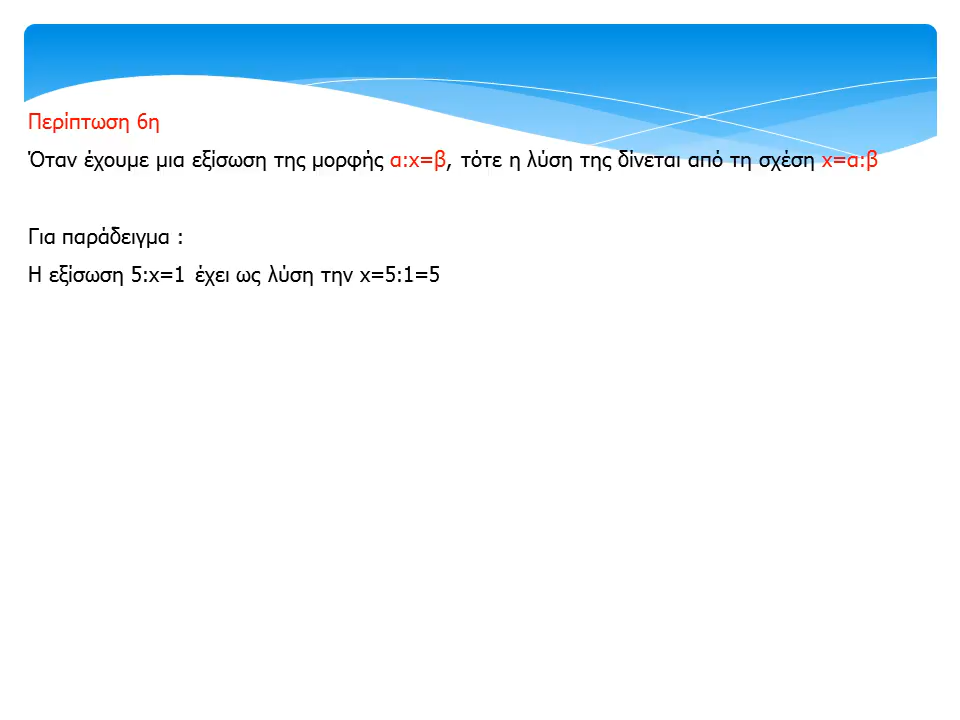 Περίπτωση 6η
Όταν έχουμε μια εξίσωση της μορφής α:x=β, τότε η λύση της δίνεται από τη σχέση x=α:β
Για παράδειγμα :
Η εξίσωση 5:x=1 έχει ως λύση την x=5:1=5